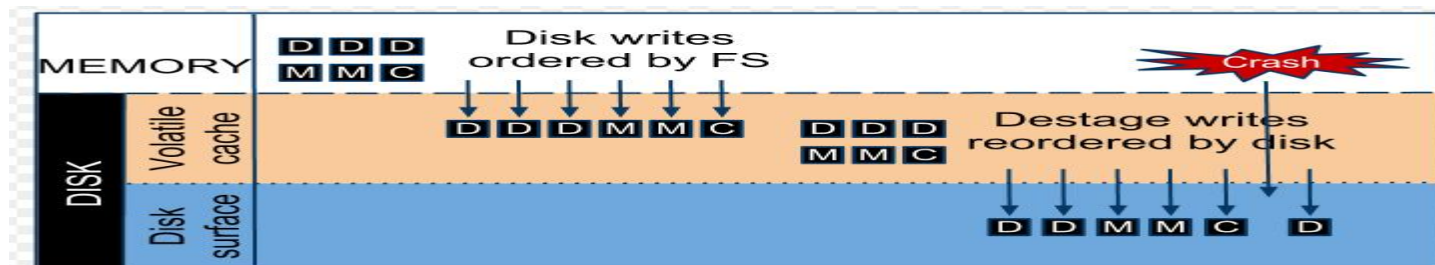 MEMORY
D D D
M M C
Disk writes
ordered by FS
Crash
DISK
Volatile
cache
D D D M M C
D D D
M M C
Destage writes
reordered by disk
Disk
surface
D D M M C D